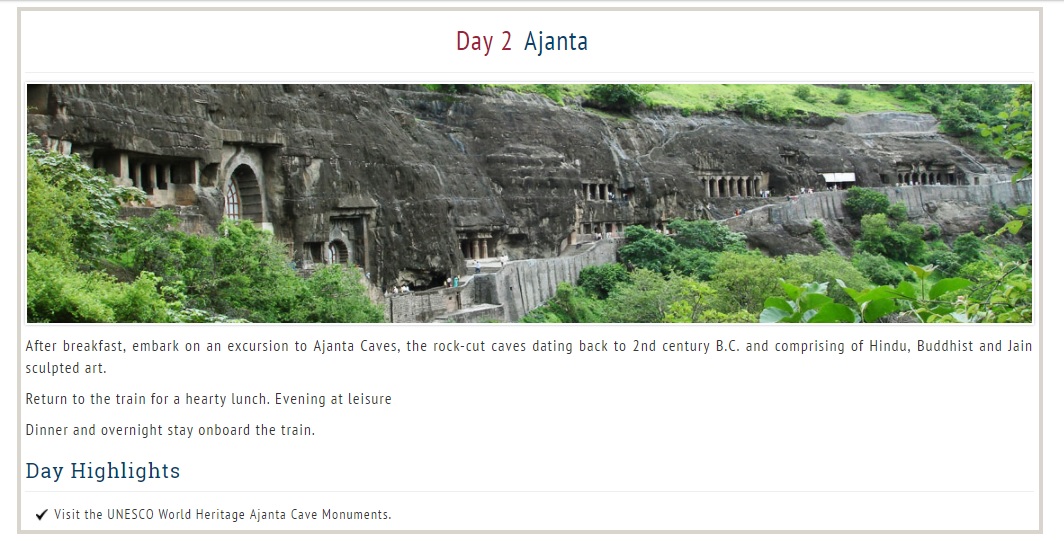 Day 2 Ajanta
After breakfast, embark on an excursion to Ajanta Caves, the rock-cut caves dating back to 2nd century B.C. and comprising of Hindu, Buddhist and Jain
sculpted art.
Return to the train for a hearty lunch. Evening at leisure
Dinner and overnight stay onboard the train.
Day Highlights
✔ Visit the UNESCO World Heritage Ajanta Cave Monuments.